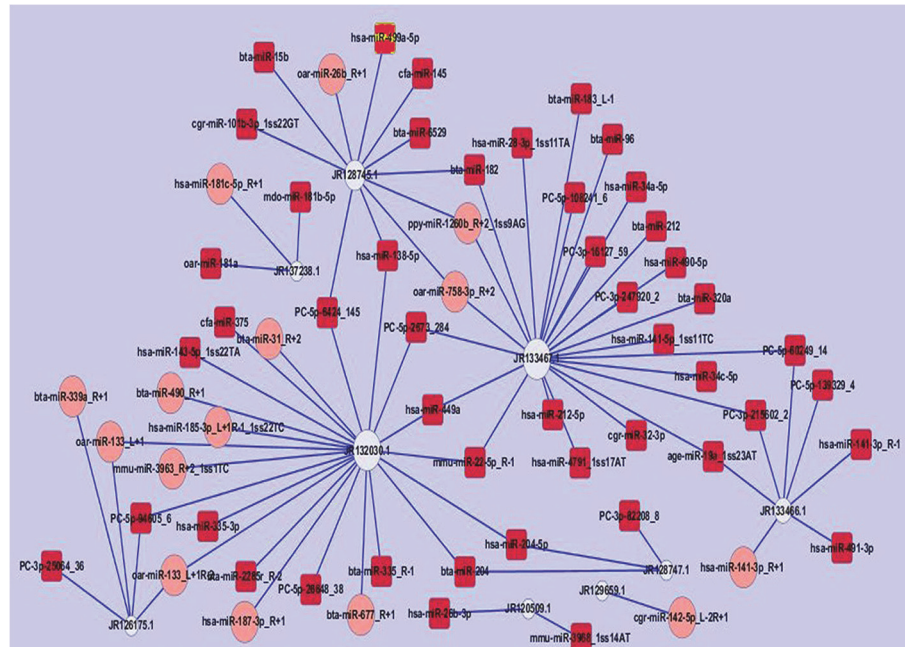 hsa-miR-499a-5p
bta-miR-15b
oar-miR-26b_R+1
cfa-miR-145
bta-miR-183_L-1
cgr-miR-101b-3p_1ss22GT
bta-miR-6529
hsa-miR-28-3p_1ss11TA
bta-miR-96
bta-miR-182
JR128745.1
hsa-miR-181c-5p_R+1
hsa-miR-34a-5p
mdo-miR-181b-5p
PC-5p-108241_6
ppy-miR-1260b_R+2_1ss9AG
bta-miR-212
PC-3p-16127_59
hsa-miR-138-5p
hsa-miR-490-5p
oar-miR-181a
JR137238.1
oar-miR-758-3p_R+2
PC-3p-247920_2
bta-miR-320a
PC-5p-6424_145
cfa-miR-375
PC-5p-2673_284
bta-miR-31_R+2
hsa-miR-141-5p_1ss11TC
hsa-miR-143-5p_1ss22TA
PC-5p-60249_14
JR133467.1
hsa-miR-34c-5p
PC-5p-139329_4
bta-miR-339a_R+1
bta-miR-490_R+1
hsa-miR-449a
hsa-miR-212-5p
PC-3p-215602_2
hsa-miR-185-3p_L+1R-1_1ss22TC
cgr-miR-32-3p
oar-miR-133_L+1
hsa-miR-141-3p_R-1
JR132030.1
age-miR-19a_1ss23AT
mmu-miR-3963_R+2_1ss1TC
mmu-miR-22-5p_R-1
hsa-miR-4791_1ss17AT
JR133466.1
PC-5p-94605_6
PC-3p-82208_8
hsa-miR-335-3p
hsa-miR-204-5p
hsa-miR-491-3p
PC-3p-25064_36
oar-miR-133_L+1R-2
bta-miR-2285r_R-2
bta-miR-335_R-1
bta-miR-204
JR128747.1
hsa-miR-141-3p_R+1
PC-5p-26648_38
JR129659.1
hsa-miR-26b-3p
JR120509.1
bta-miR-677_R+1
cgr-miR-142-5p_L-2R+1
hsa-miR-187-3p_R+1
JR126175.1
mmu-miR-3968_1ss14AT